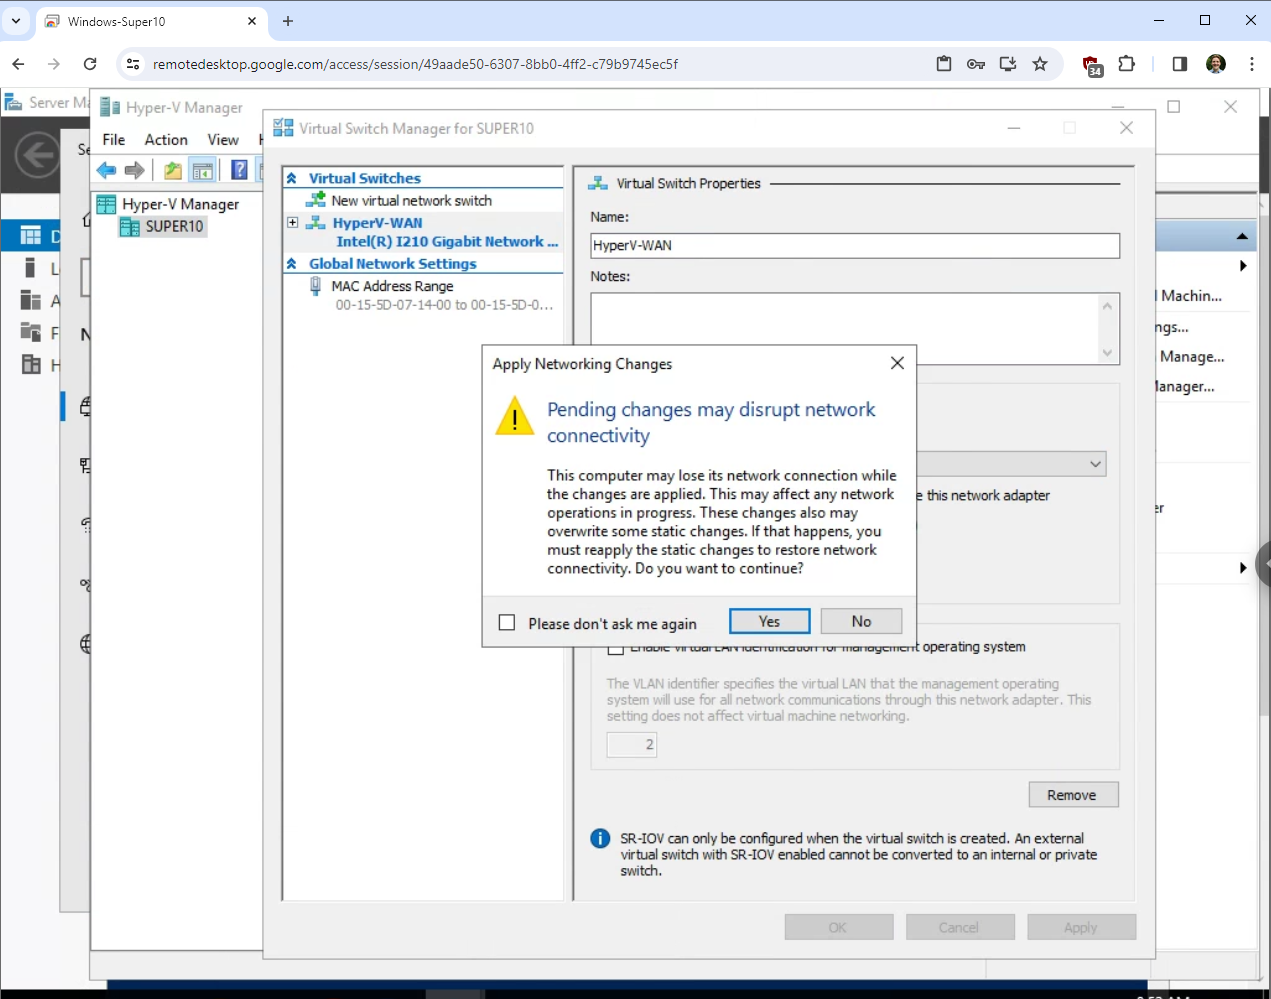 Windows-Super10
remotedesktop.google.com/access/session/49aade50-6307-8bb0-4ff2-c79b9745ec5f
34
Server Ma
Hyper-V Manager
File Action View
Virtual Switch Manager for SUPER10
Hyper-V Manager
SUPER10
Virtual Switches
New virtual network switch
HyperV-WAN
Intel(R) I210 Gigabit Network ...
Global Network Settings
MAC Address Range
00-15-5D-07-14-00 to 00-15-5D-0...
Virtual Switch Properties
Name:
HyperV-WAN
Notes:
Machin...
ngs...
Manage...
anager...
er
Apply Networking Changes
Pending changes may disrupt network
connectivity
This computer may lose its network connection while
the changes are applied. This may affect any network
operations in progress. These changes also may
overwrite some static changes. If that happens, you
must reapply the static changes to restore network
connectivity. Do you want to continue?
Please don't ask me again
Yes
No
e this network adapter
Enable virtual LAN identification for management operating system
The VLAN identifier specifies the virtual LAN that the management operating
system will use for all network communications through this network adapter. This
setting does not affect virtual machine networking.
2
Remove
SR-IOV can only be configured when the virtual switch is created. An external
virtual switch with SR-IOV enabled cannot be converted to an internal or private
switch.
OK
Cancel
Apply